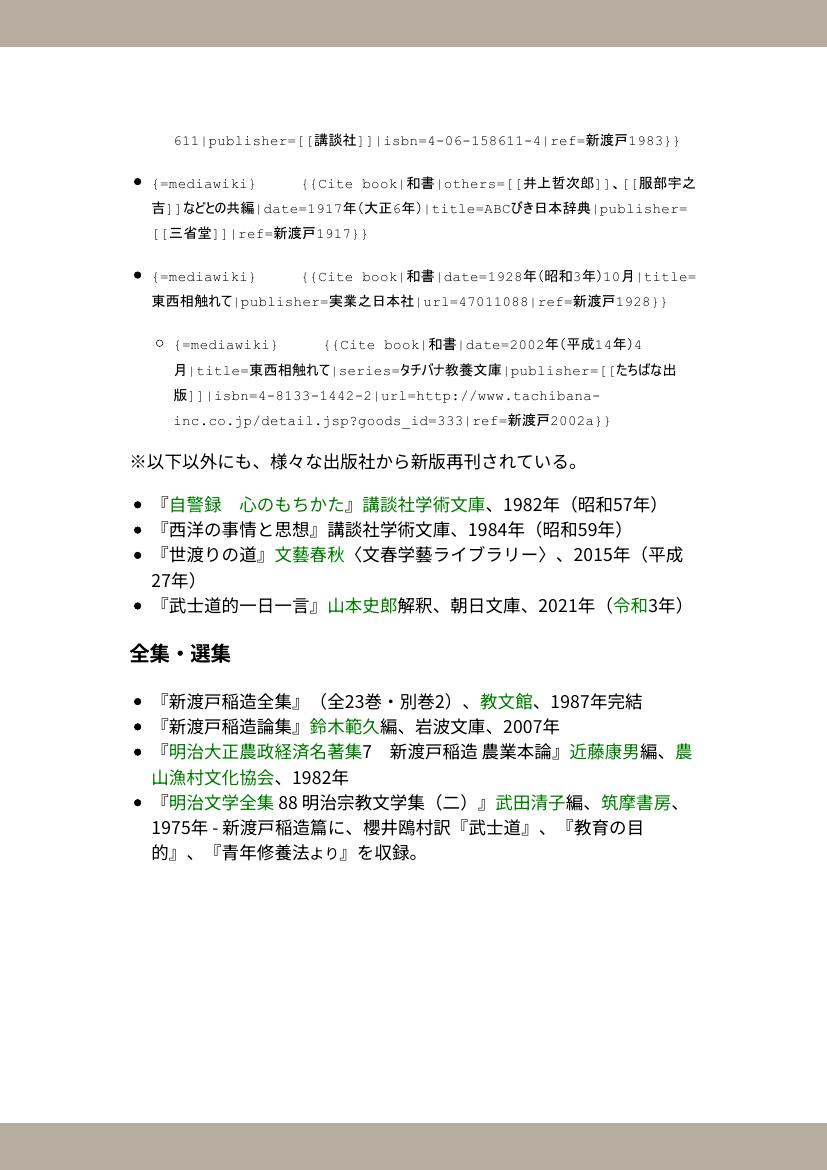 611|publisher=[[講談社]]|isbn=4-06-158611-4|ref=新渡戸1983}}
{=mediawiki} {{Cite book|和書|others=[[井上哲次郎]]、[[服部宇之
吉]]などとの共編|date=1917年(大正6年)|title=ABCびき日本辞典|publisher=
[[三省堂]]|ref=新渡戸1917}}
{=mediawiki} {{Cite book|和書|date=1928年(昭和3年)10月|title=
東西相触れて|publisher=実業之日本社|url=47011088|ref=新渡戸1928}}
{=mediawiki} {{Cite book|和書|date=2002年(平成14年)4
月|title=東西相触れて|series=タチバナ教養文庫|publisher=[[たちばな出
版]]|isbn=4-8133-1442-2|url=http://www.tachibana-
inc.co.jp/detail.jsp?goods_id=333|ref=新渡戸2002a}}
※以下以外にも、様々な出版社から新版再刊されている。
『自警録　心のもちかた』講談社学術文庫、1982年（昭和57年）
『西洋の事情と思想』講談社学術文庫、1984年（昭和59年）
『世渡りの道』文藝春秋〈文春学藝ライブラリー〉、2015年（平成
27年）
『武士道的一日一言』山本史郎解釈、朝日文庫、2021年（令和3年）
全集・選集
『新渡戸稲造全集』（全23巻・別巻2）、教文館、1987年完結
『新渡戸稲造論集』鈴木範久編、岩波文庫、2007年
『明治大正農政経済名著集7　新渡戸稲造 農業本論』近藤康男編、農
山漁村文化協会、1982年
『明治文学全集 88 明治宗教文学集（二）』武田清子編、筑摩書房、
1975年 - 新渡戸稲造篇に、櫻井鴎村訳『武士道』、『教育の目
的』、『青年修養法より』を収録。